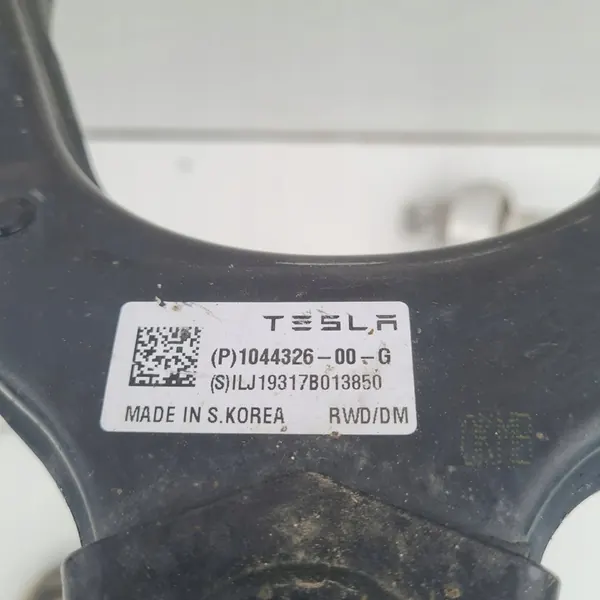 TESLA
(P)1044326-00-G
(S)ILJ19317B013850
MADE IN S.KOREA RWD/DM